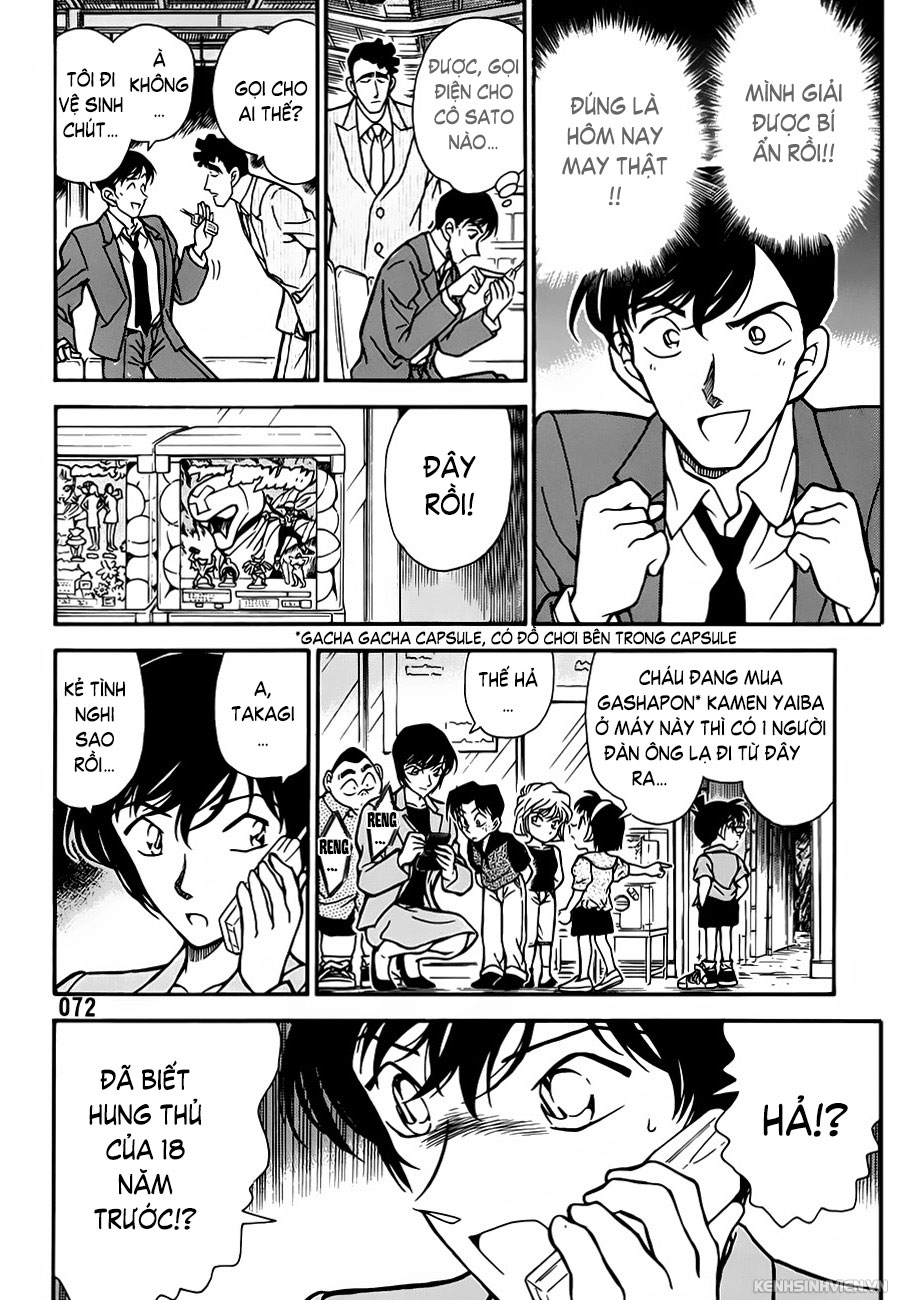 MÌNH GIẢI
ĐƯỢC BÍ
ẨN RỒI!!
ĐÚNG LÀ
HÔM NAY
MAY THẬT
!!
ĐƯỢC, GỌI
ĐIỆN CHO
CÔ SATO
NÀO...
GỌI CHO
AI THẾ?
À
KHÔNG...
TÔI ĐI
VỆ SINH
CHÚT...
ĐÂY
RỒI!
*GACHA GACHA CAPSULE, CÓ ĐỒ CHƠI BÊN TRONG CAPSULE
CHÁU ĐANG MUA
GASHAPON* KAMEN YAIBA
Ở MÁY NÀY THÌ CÓ 1 NGƯỜI
ĐÀN ÔNG LẠ ĐI TỪ ĐÂY
RA...
THẾ HẢ
...
RENG
...
RENG
...
A,
TAKAGI
...
KẺ TÌNH
NGHI
SAO
RỒI...
072
HẢ!?
ĐÃ BIẾT
HUNG THỦ
CỦA 18
NĂM
TRƯỚC!?
KENHSINHVIEN.VN